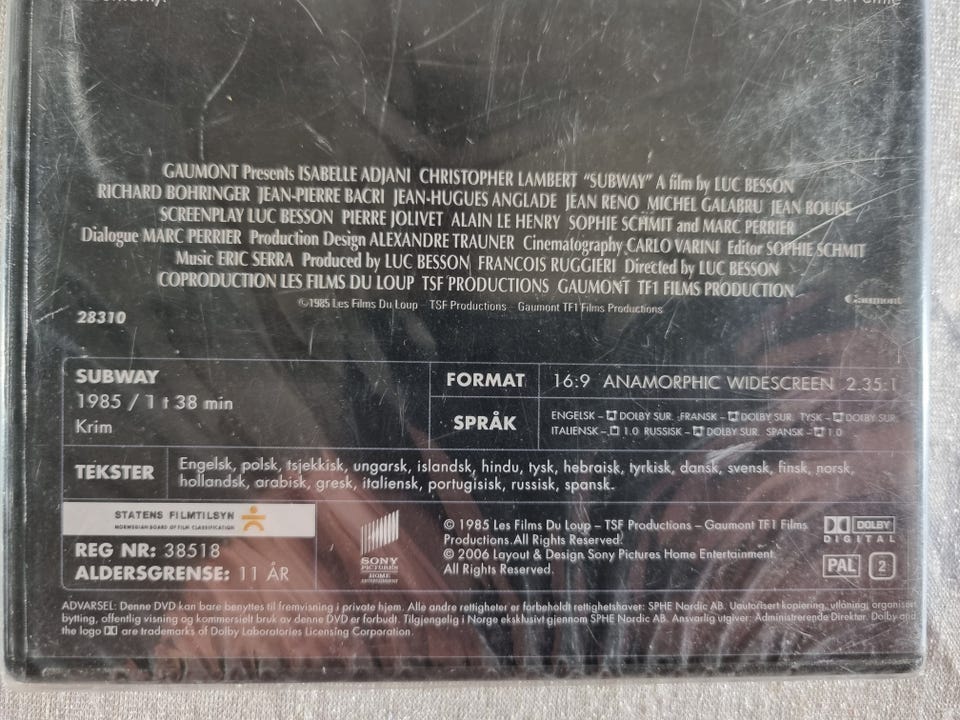 GAUMONT Presents ISABELLE ADJANI CHRISTOPHER LAMBERT "SUBWAY" A film by LUC BESSON
RICHARD BOHRINGER JEAN-PIERRE BACRI JEAN-HUGUES ANGLADE JEAN RENO MICHEL GALABRU JEAN BOUISE
SCREENPLAY LUC BESSON PIERRE JOLIVET ALAIN LE HENRY SOPHIE SCHMIT and MARC PERRIER
Dialogue MARC PERRIER Production Design ALEXANDRE TRAUNER Cinematography CARLO VARINI Editor SOPHIE SCHMIT
Music ERIC SERRA Produced by LUC BESSON FRANCOIS RUGGIERI Directed by LUC BESSON
COPRODUCTION LES FILMS DU LOUP TSF PRODUCTIONS GAUMONT TF1 FILMS PRODUCTION
©1985 Les Films Du Loup - TSF Productions - Gaumont TF1 Films Productions
Gaumont
28310
SUBWAY
1985 / 1 t 38 min
Krim
FORMAT 16:9 ANAMORPHIC WIDESCREEN 2.35:1
SPRÅK
ENGELSK - DOLBY SUR. FRANSK - DOLBY SUR. TYSK - DOLBY SUR.
ITALIENSK - 1.0 RUSSISK - DOLBY SUR. SPANSK - 1.0
TEKSTER
Engelsk, polsk, tsjekkisk, ungarsk, islandsk, hindu, tysk, hebraisk, tyrkisk, dansk, svensk, finsk, norsk,
hollandsk, arabisk, gresk, italiensk, portugisisk, russisk, spansk.
STATENS FILMTILSYN
NORWEGIAN BOARD OF FILM CLASSIFICATION
REG NR: 38518
ALDERSGRENSE: 11 ÅR
SONY
PICTURES
HOME
ENTERTAINMENT
© 1985 Les Films Du Loup – TSF Productions – Gaumont TF1 Films
Productions. All Rights Reserved.
© 2006 Layout & Design Sony Pictures Home Entertainment.
All Rights Reserved.
DOLBY
DIGITAL
PAL 2
ADVARSEL: Denne DVD kan bare benyttes til fremvisning i private hjem. Alle andre rettigheter er forbeholdt rettighetshaver: SPHE Nordic AB. Uautorisert kopiering, utlåning, organisert
bytting, offentlig visning og kommersielt bruk av denne DVD er forbudt. Tilgjengelig i Norge eksklusivt gjennom SPHE Nordic AB. Ansvarlig utgiver: Administrerende Direktør. Dolby and
the logo are trademarks of Dolby Laboratories Licensing Corporation.